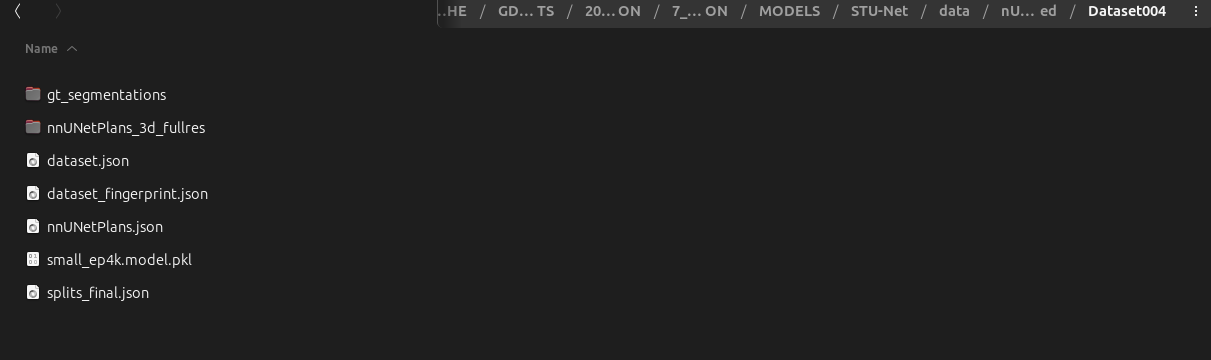 …HE / GD… TS / 20… ON / 7_… ON / MODELS / STU-Net / data / nU… ed / Dataset004
Name
gt_segmentations
nnUNetPlans_3d_fullres
dataset.json
dataset_fingerprint.json
nnUNetPlans.json
small_ep4k.model.pkl
splits_final.json